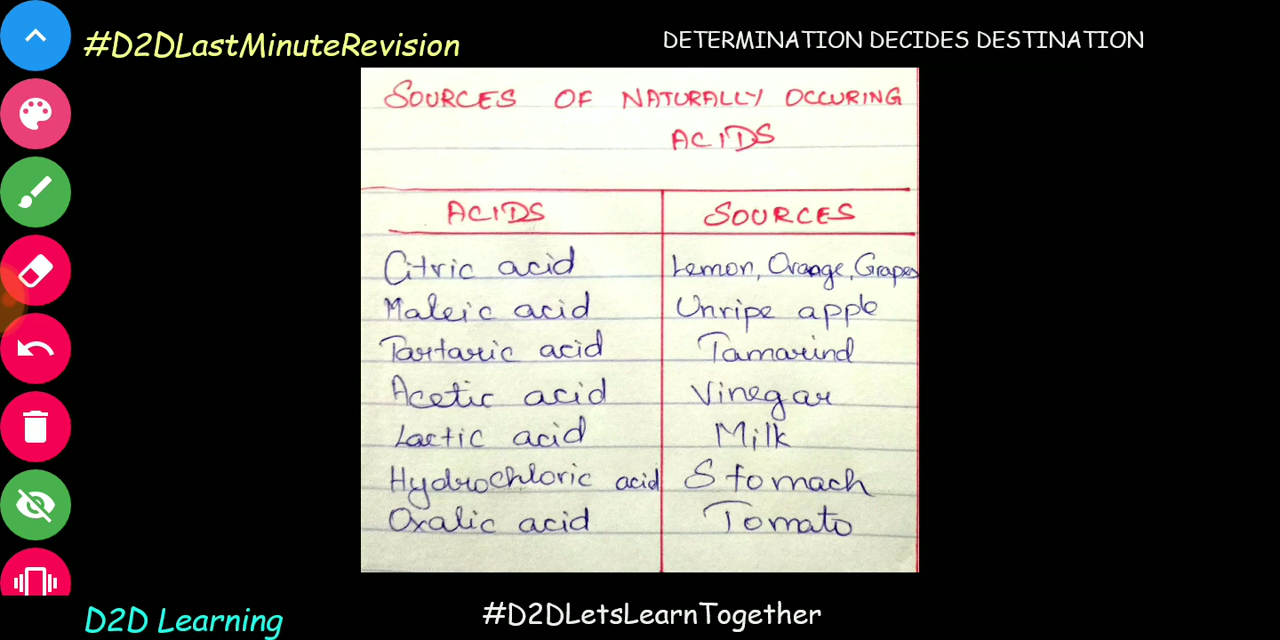 #D2DLastMinuteRevision
DETERMINATION DECIDES DESTINATION
SOURCES OF NATURALLY OCCURING
ACIDS
ACIDS SOURCES
Citric acid Lemon, Orange, Grapes
Maleic acid Unripe apple
Tartaric acid Tamarind
Acetic acid Vinegar
Lactic acid Milk
Hydrochloric acid Stomach
Oxalic acid Tomato
D2D Learning
#D2DLetsLearnTogether